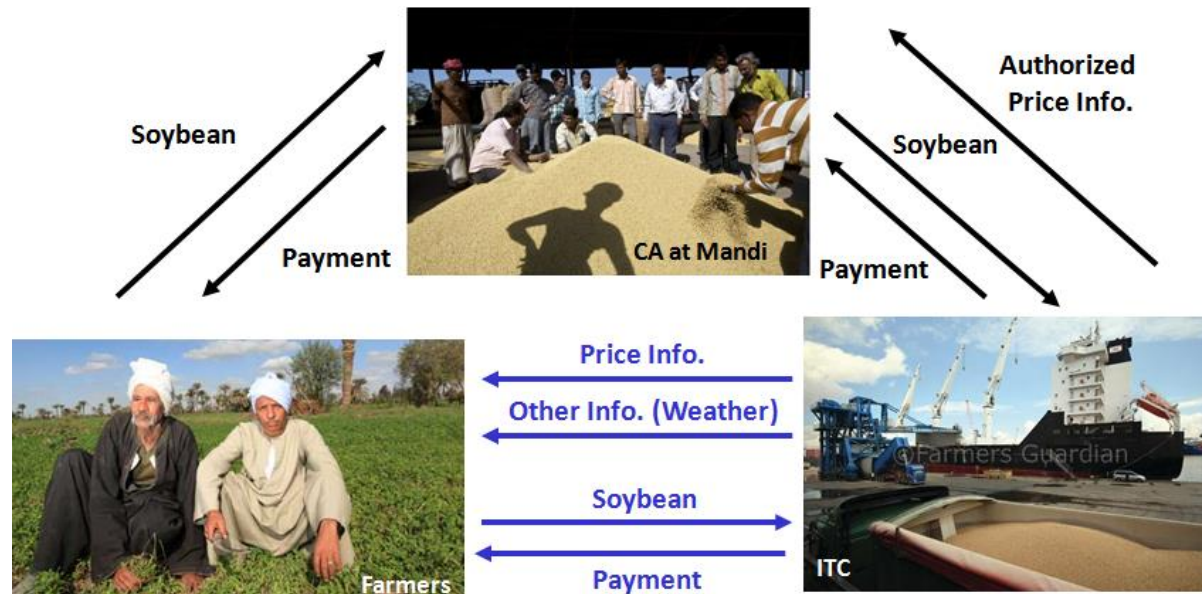 Soybean
Payment
CA at Mandi
Authorized
Price Info.
Soybean
Payment
Price Info.
Other Info. (Weather)
Soybean
Payment
Farmers
©Farmers Guardian
ITC